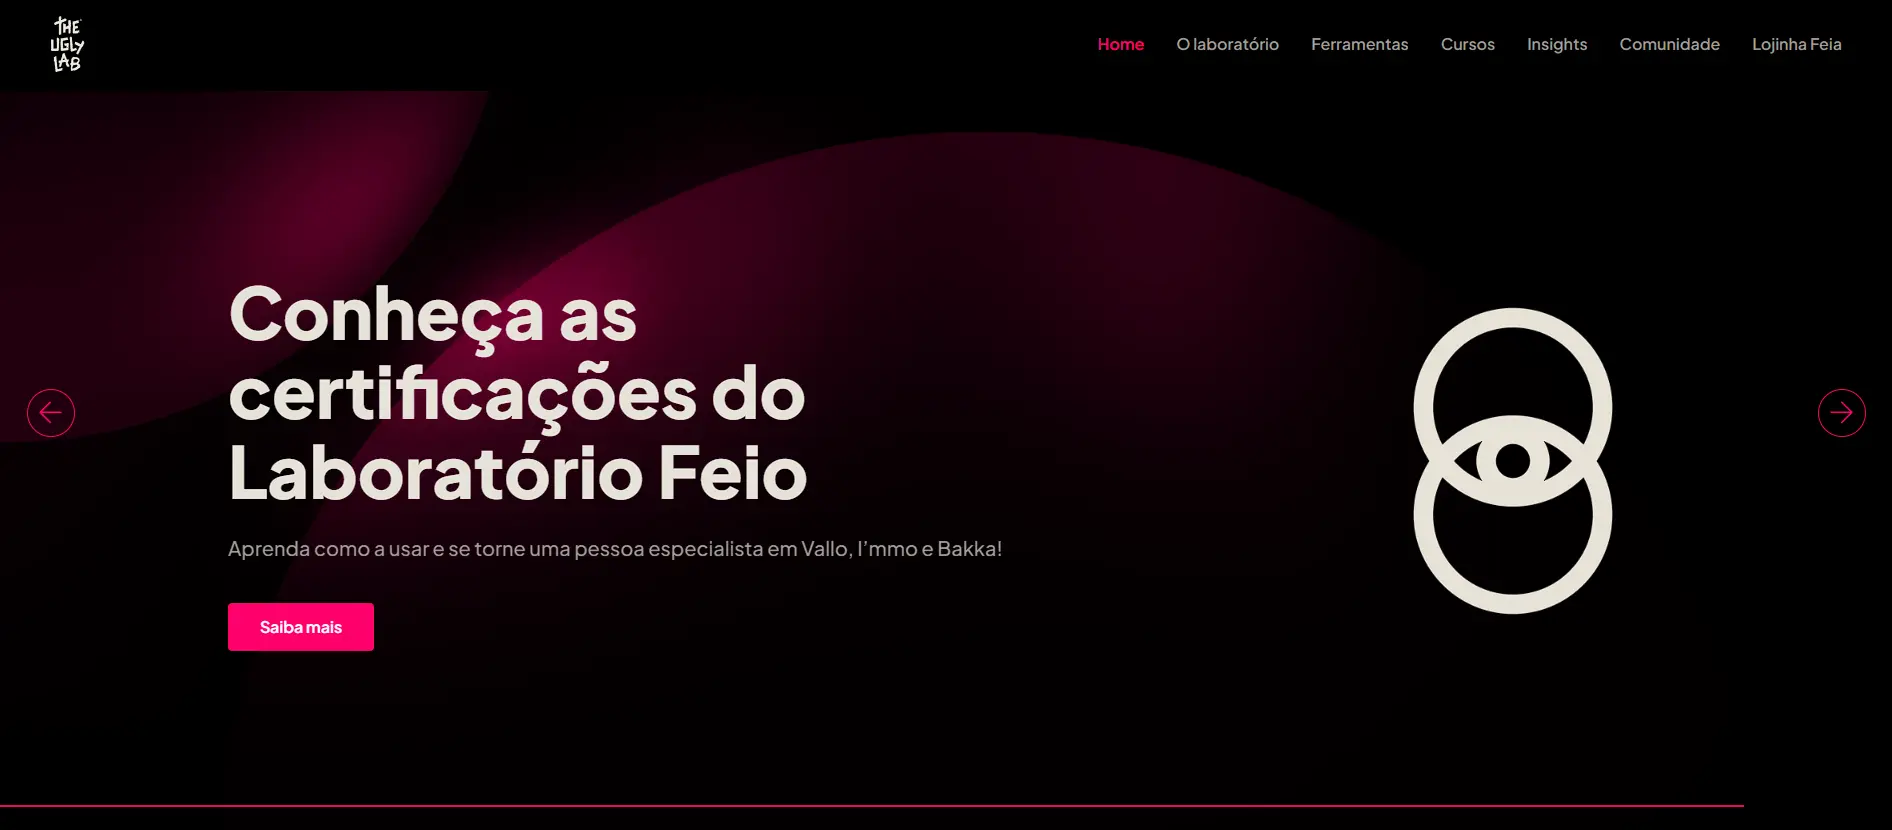 THE
UGLY
LAB
Home O laboratório Ferramentas Cursos Insights Comunidade Lojinha Feia
Conheça as
certificações do
Laboratório Feio
Aprenda como a usar e se torne uma pessoa especialista em Vallo, I’mmo e Bakka!
Saiba mais